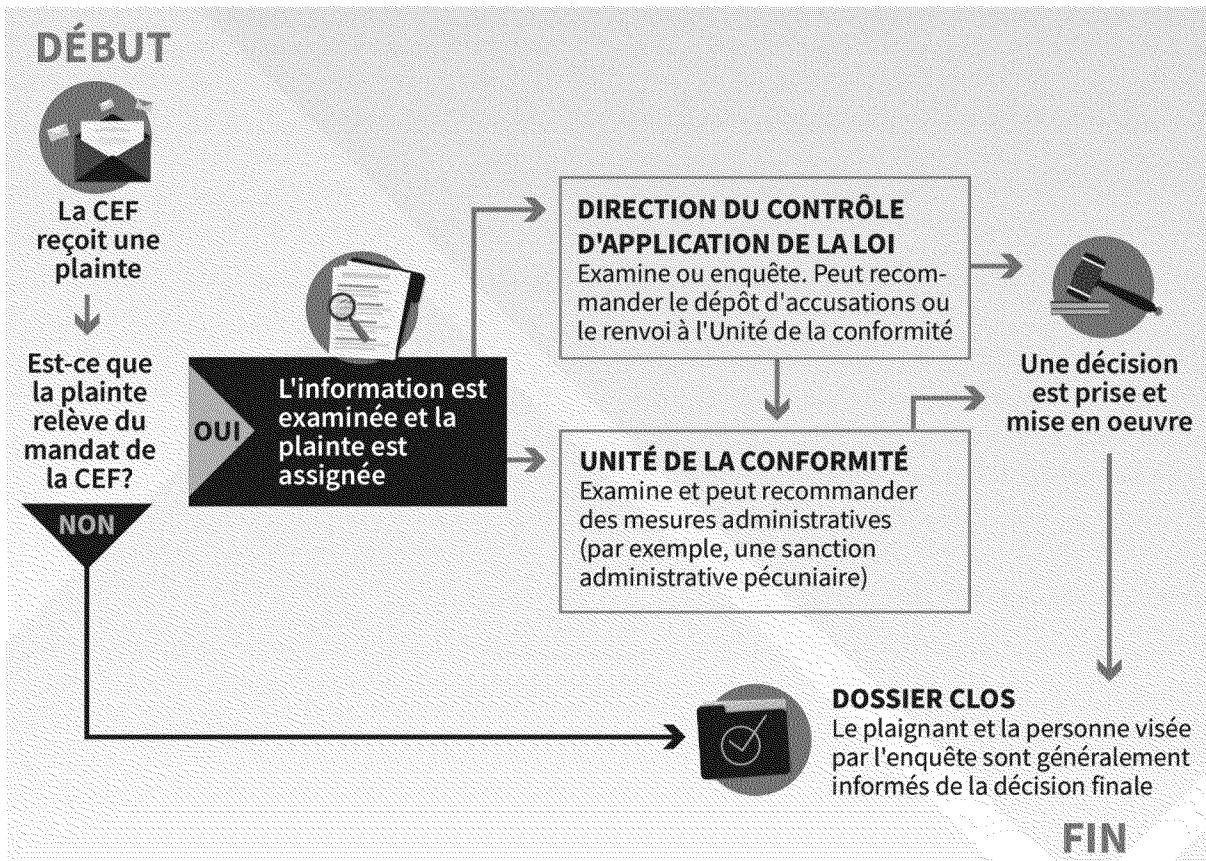 DÉBUT
La CEF
reçoit une
plainte
Est-ce que
la plainte
relève du
mandat de
la CEF?
NON
OUI
L'information est
examinée et la
plainte est
assignée
DIRECTION DU CONTRÔLE
D'APPLICATION DE LA LOI
Examine ou enquête. Peut recom-
mander le dépôt d'accusations ou
le renvoi à l'Unité de la conformité
UNITÉ DE LA CONFORMITÉ
Examine et peut recommander
des mesures administratives
(par exemple, une sanction
administrative pécuniaire)
Une décision
est prise et
mise en oeuvre
DOSSIER CLOS
Le plaignant et la personne visée
par l'enquête sont généralement
informés de la décision finale
FIN